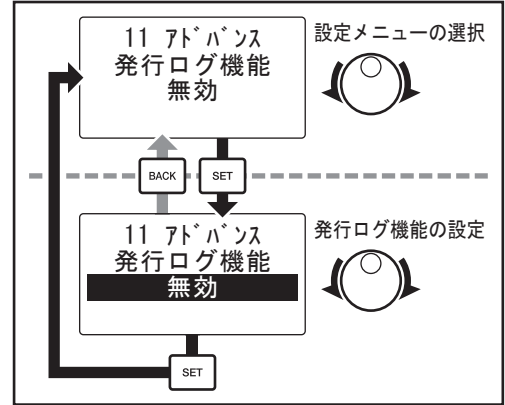 11 ｱﾄﾞﾊﾞﾝｽ
発行ログ機能
無効
設定メニューの選択
BACK
SET
11 ｱﾄﾞﾊﾞﾝｽ
発行ログ機能
無効
発行ログ機能の設定
SET